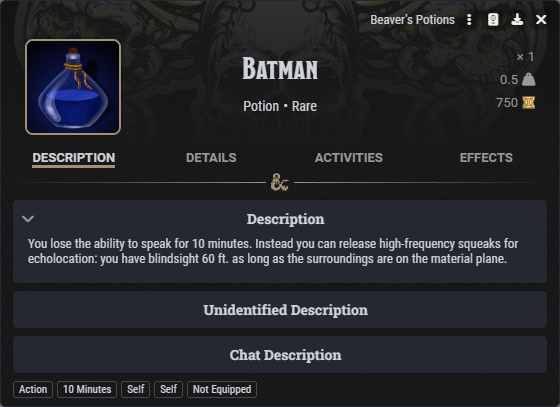 Beaver's Potions
BATMAN
× 1
0.5
Potion • Rare
750
DESCRIPTION DETAILS ACTIVITIES EFFECTS
&
Description
You lose the ability to speak for 10 minutes. Instead you can release high-frequency squeaks for
echolocation: you have blindsight 60 ft. as long as the surroundings are on the material plane.
Unidentified Description
Chat Description
Action 10 Minutes Self Self Not Equipped